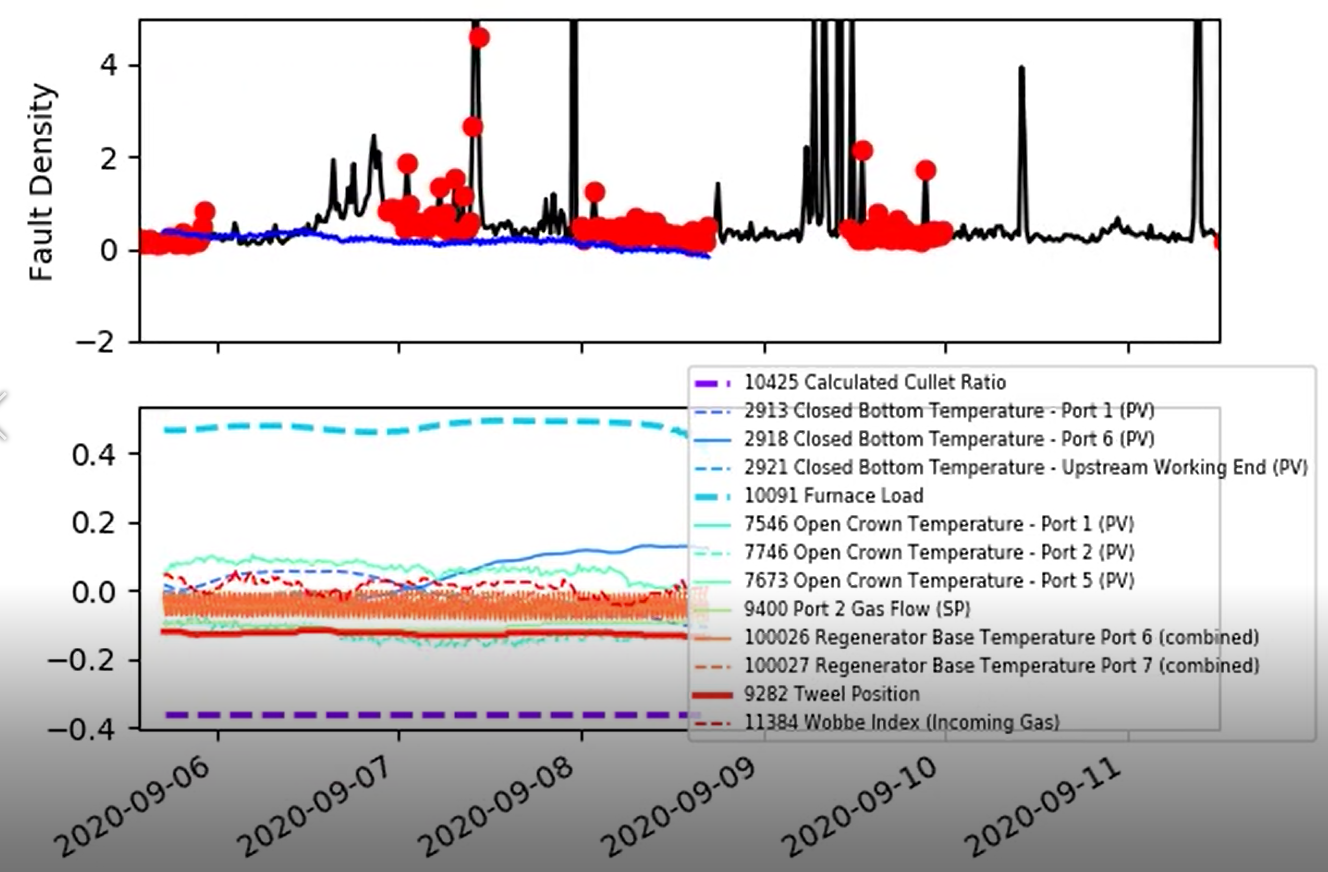 4
2
0
−2
Fault Density
0.4
0.2
0.0
−0.2
−0.4
10425 Calculated Cullet Ratio
2913 Closed Bottom Temperature - Port 1 (PV)
2918 Closed Bottom Temperature - Port 6 (PV)
2921 Closed Bottom Temperature - Upstream Working End (PV)
10091 Furnace Load
7546 Open Crown Temperature - Port 1 (PV)
7746 Open Crown Temperature - Port 2 (PV)
7673 Open Crown Temperature - Port 5 (PV)
9400 Port 2 Gas Flow (SP)
100026 Regenerator Base Temperature Port 6 (combined)
100027 Regenerator Base Temperature Port 7 (combined)
9282 Tweel Position
11384 Wobbe Index (Incoming Gas)
2020-09-06
2020-09-07
2020-09-08
2020-09-09
2020-09-10
2020-09-11